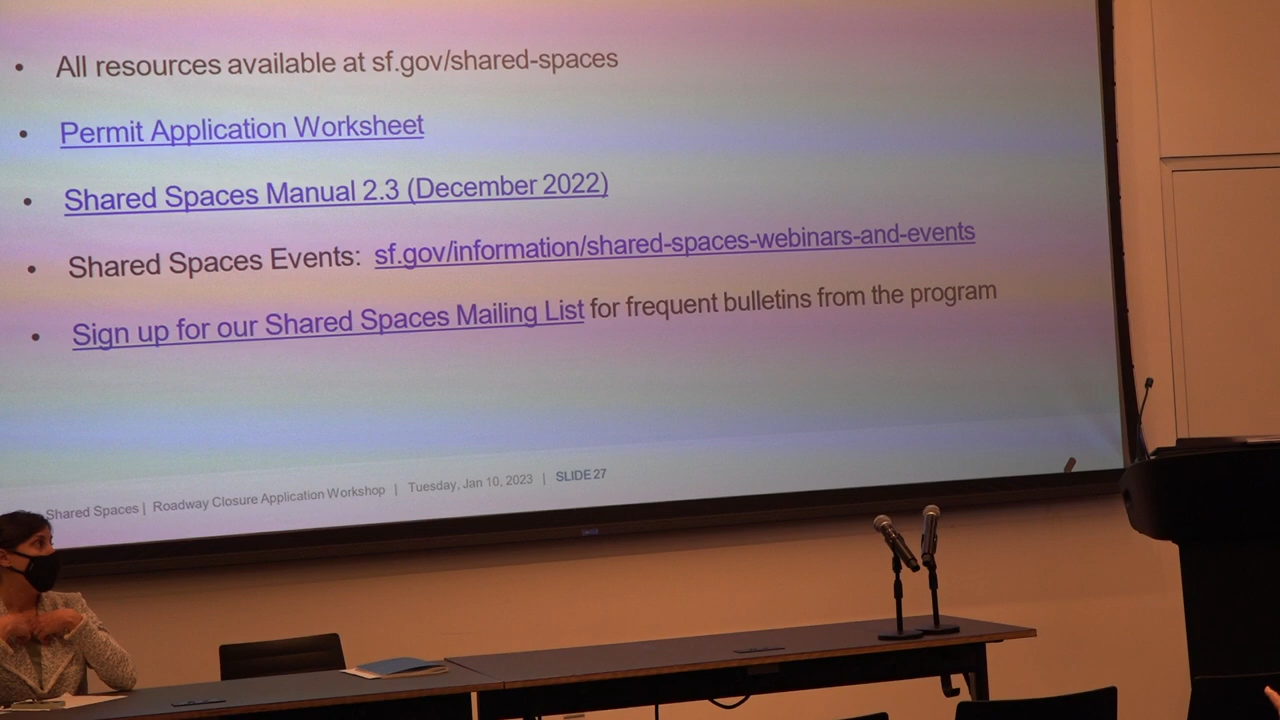 • All resources available at sf.gov/shared-spaces
• Permit Application Worksheet
• Shared Spaces Manual 2.3 (December 2022)
• Shared Spaces Events: sf.gov/information/shared-spaces-webinars-and-events
• Sign up for our Shared Spaces Mailing List for frequent bulletins from the program
Shared Spaces | Roadway Closure Application Workshop | Tuesday, Jan 10, 2023 | SLIDE 27